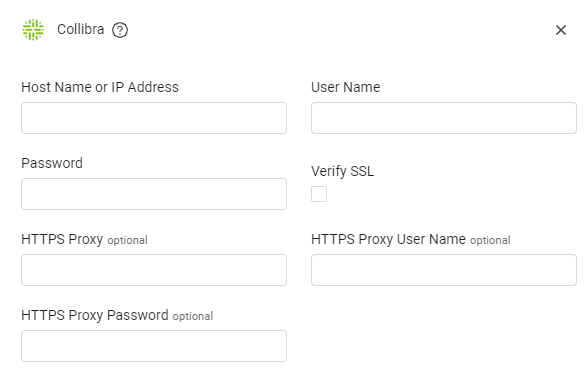 Collibra
Host Name or IP Address
User Name
Password
Verify SSL
HTTPS Proxy optional
HTTPS Proxy User Name optional
HTTPS Proxy Password optional